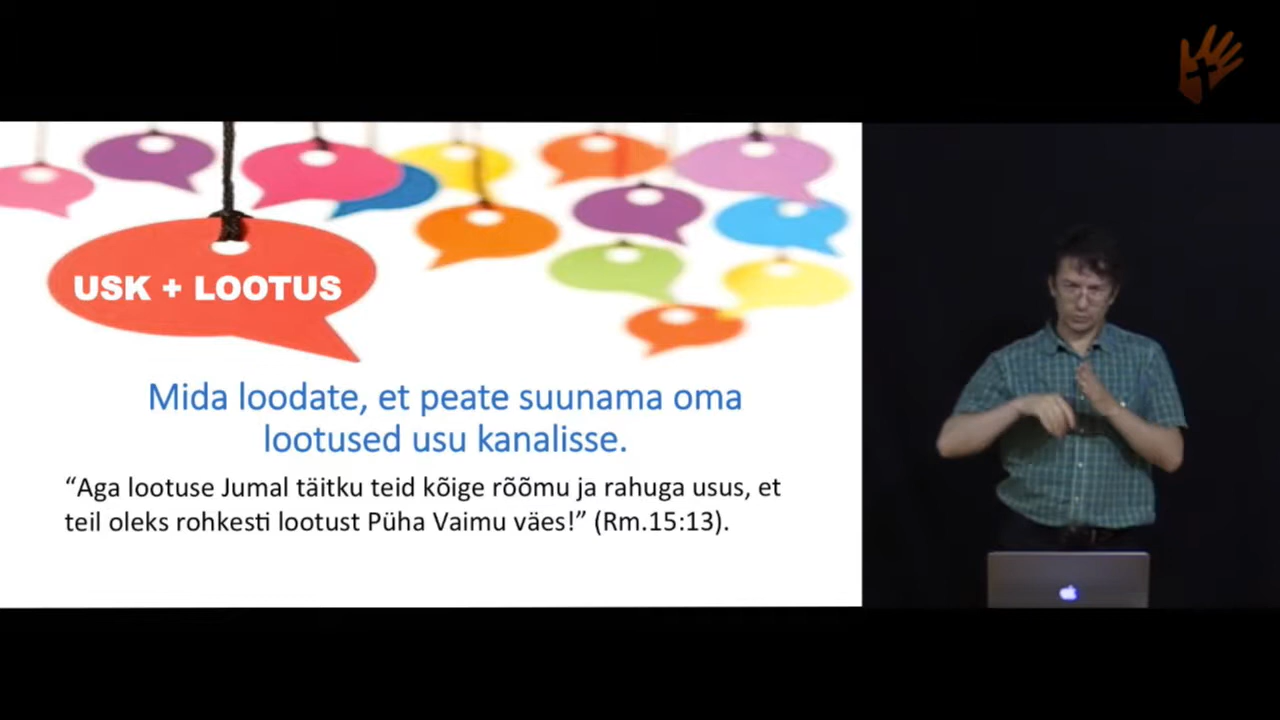 USK + LOOTUS
Mida loodate, et peate suunama oma
lootused usu kanalisse.
“Aga lootuse Jumal täitku teid kõige rõõmu ja rahuga usus, et
teil oleks rohkesti lootust Püha Vaimu väes!” (Rm.15:13).